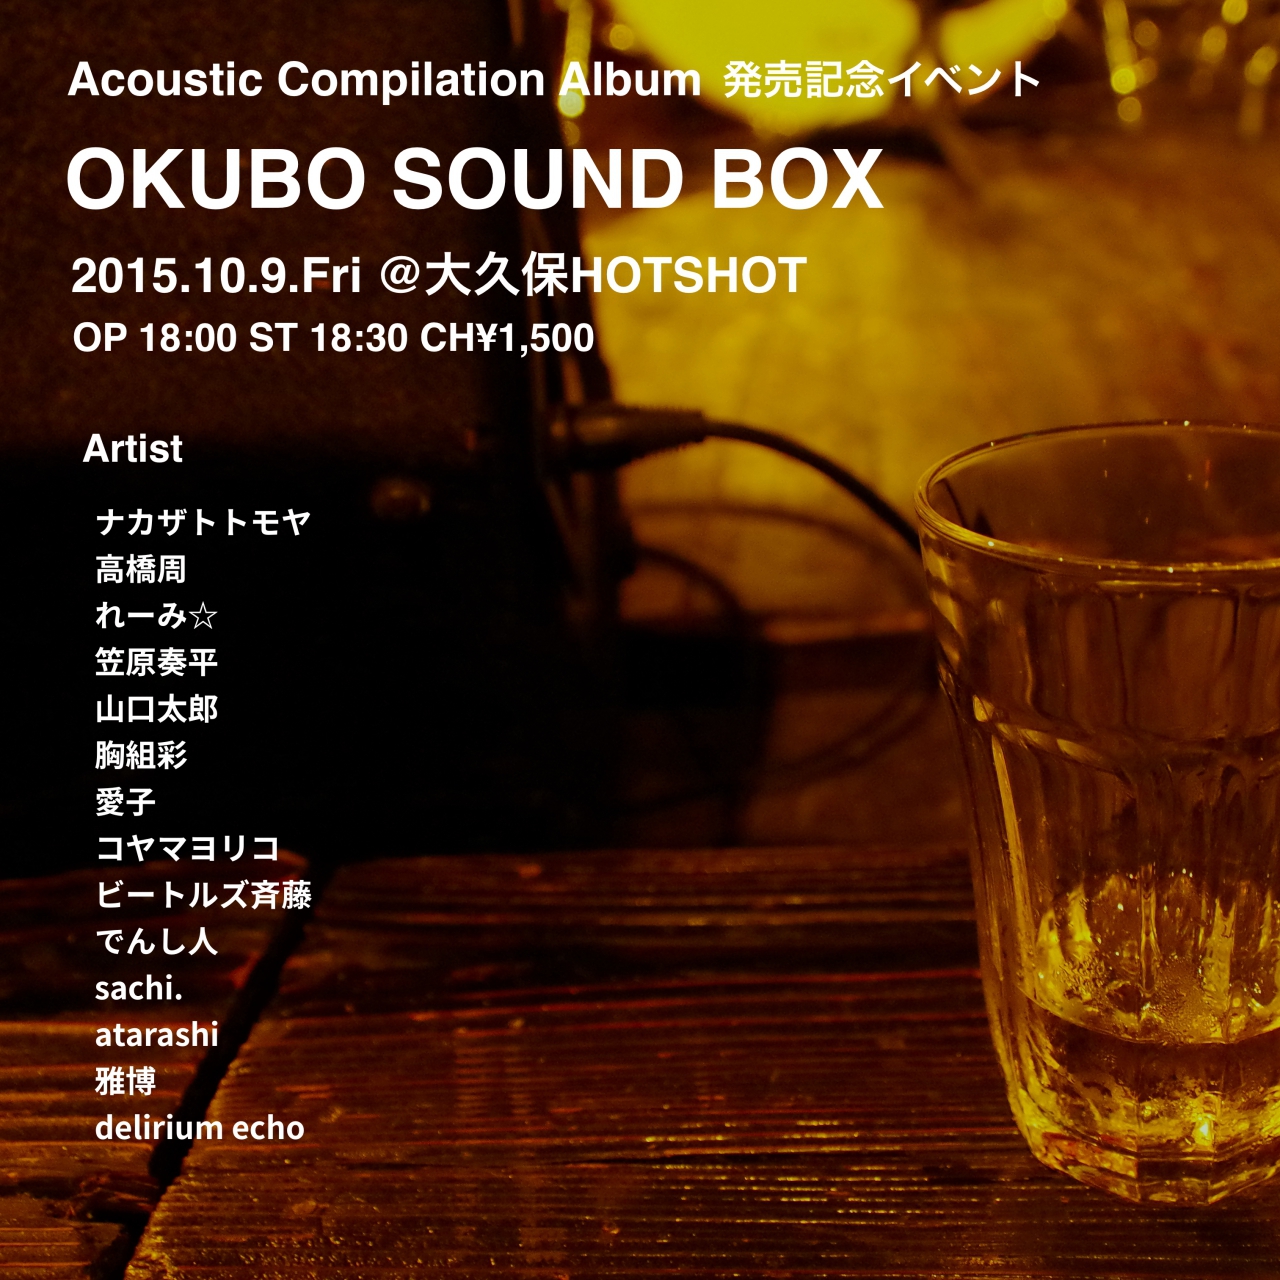 Acoustic Compilation Album 発売記念イベント
OKUBO SOUND BOX
2015.10.9.Fri @大久保HOTSHOT
OP 18:00 ST 18:30 CH¥1,500
Artist
ナカザトトモヤ
高橋周
れーみ☆
笠原奏平
山口太郎
胸組彩
愛子
コヤマヨリコ
ビートルズ斉藤
でんし人
sachi.
atarashi
雅博
delirium echo